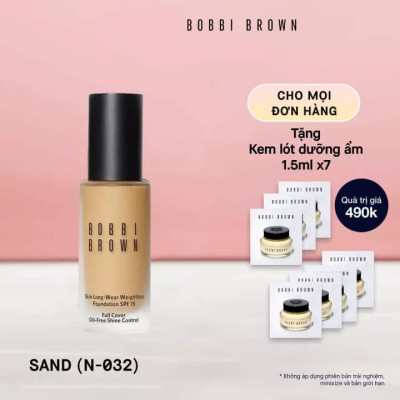 BOBBI BROWN
CHO MỌI
ĐƠN HÀNG
Tặng
Kem lót dưỡng ẩm
1.5ml x7
Quà trị giá
490k
BOBBI
BROWN
Skin Long-Wear Weightless
Foundation SPF 15
Full Cover
Oil-Free Shine Control
SAND (N-032)
* Không áp dụng phiên bản trải nghiệm,
minisize và bản giới hạn